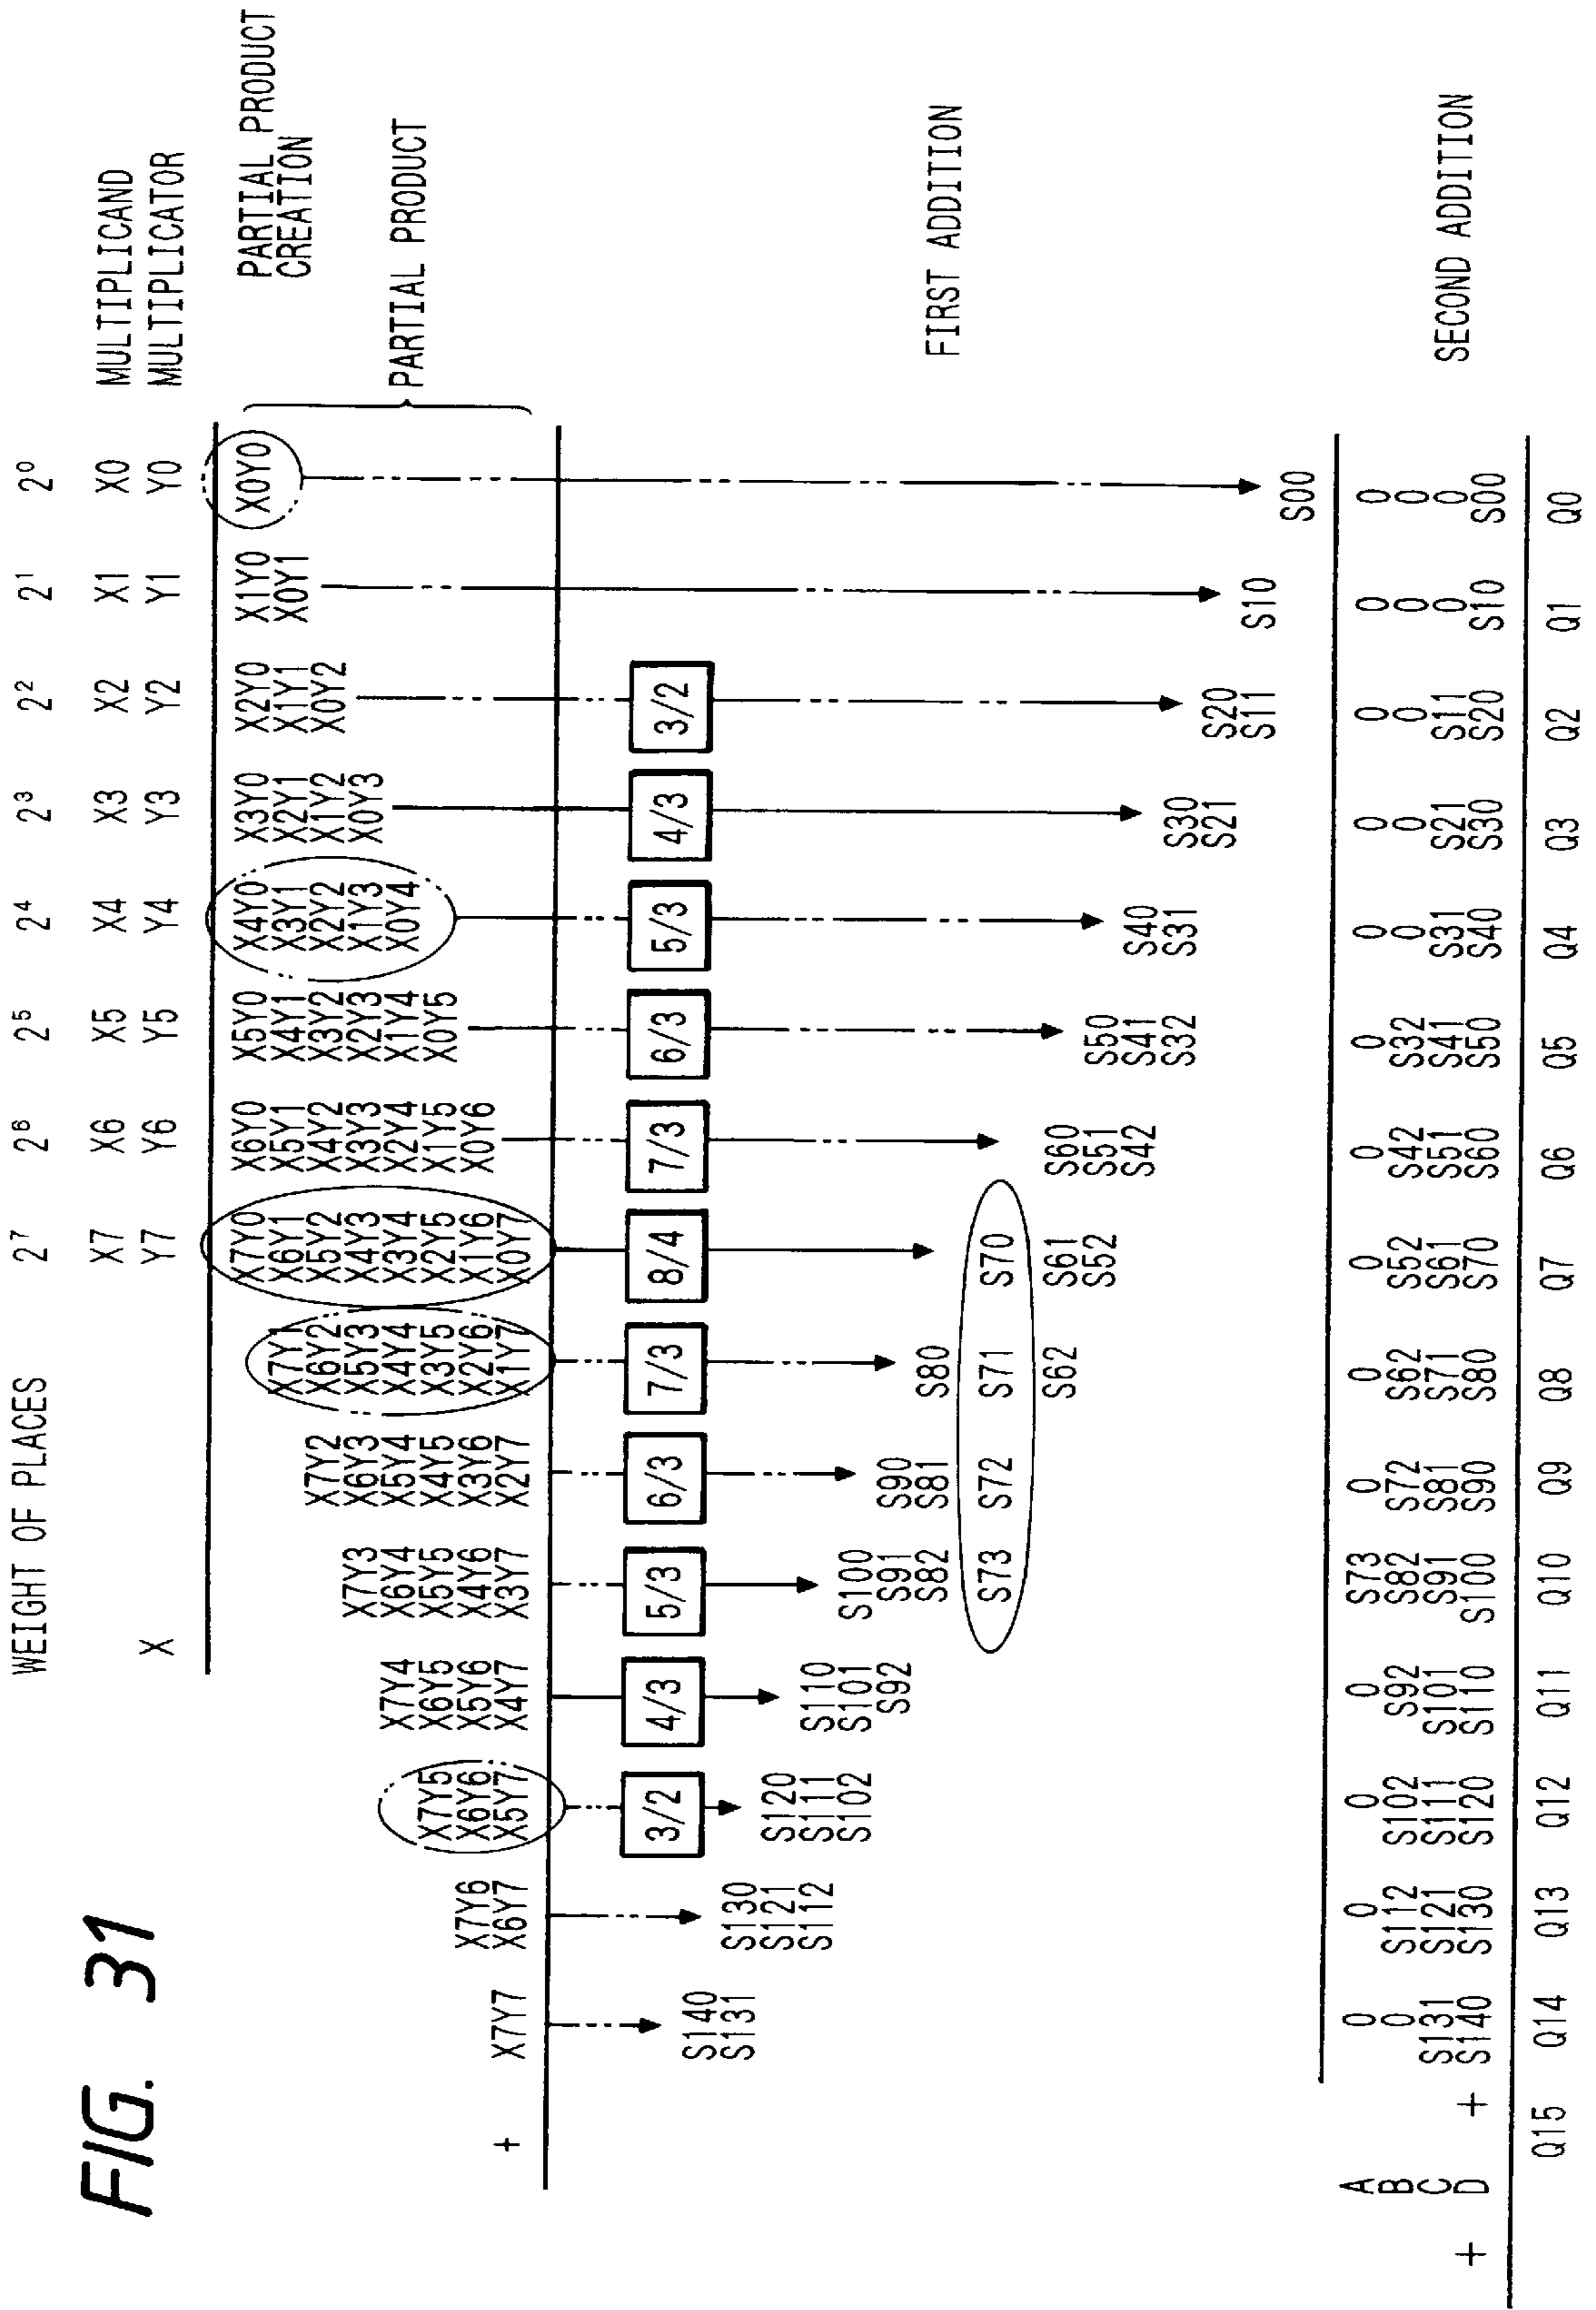 FIG. 31
WEIGHT OF PLACES 2⁷ 2⁶ 2⁵ 2⁴ 2³ 2² 2¹ 2⁰
X7 X6 X5 X4 X3 X2 X1 X0 MULTIPLICAND
X Y7 Y6 Y5 Y4 Y3 Y2 Y1 Y0 MULTIPLICATOR
X7Y0 X6Y0 X5Y0 X4Y0 X3Y0 X2Y0 X1Y0 X0Y0 PARTIAL PRODUCT
X7Y1 X6Y1 X5Y1 X4Y1 X3Y1 X2Y1 X1Y1 X0Y1 CREATION
X7Y2 X6Y2 X5Y2 X4Y2 X3Y2 X2Y2 X1Y2 X0Y2
X7Y3 X6Y3 X5Y3 X4Y3 X3Y3 X2Y3 X1Y3 X0Y3
X7Y4 X6Y4 X5Y4 X4Y4 X3Y4 X2Y4 X1Y4 X0Y4 PARTIAL PRODUCT
X7Y5 X6Y5 X5Y5 X4Y5 X3Y5 X2Y5 X1Y5 X0Y5
X7Y6 X6Y6 X5Y6 X4Y6 X3Y6 X2Y6 X1Y6 X0Y6
+ X7Y7 X6Y7 X5Y7 X4Y7 X3Y7 X2Y7 X1Y7 X0Y7
3/2 4/3 5/3 6/3 7/3 8/4 7/3 6/3 5/3 4/3 3/2
S140 S130 S120 S110 S100 S90 S80 S70 S60 S50 S40 S30 S20 S10 S00
S131 S121 S111 S101 S91 S81 S71 S61 S51 S41 S31 S21 S11
S112 S102 S92 S82 S72 S62 S52 S42 S32
S73
FIRST ADDITION
A 0 0 0 0 S73 0 0 0 0 0 0 0 0 0 0
B 0 S112 S102 S92 S82 S72 S62 S52 S42 S32 0 0 0 0 0
C S131 S121 S111 S101 S91 S81 S71 S61 S51 S41 S31 S21 S11 0 0
+ D + S140 S130 S120 S110 S100 S90 S80 S70 S60 S50 S40 S30 S20 S10 S00
SECOND ADDITION
Q15 Q14 Q13 Q12 Q11 Q10 Q9 Q8 Q7 Q6 Q5 Q4 Q3 Q2 Q1 Q0